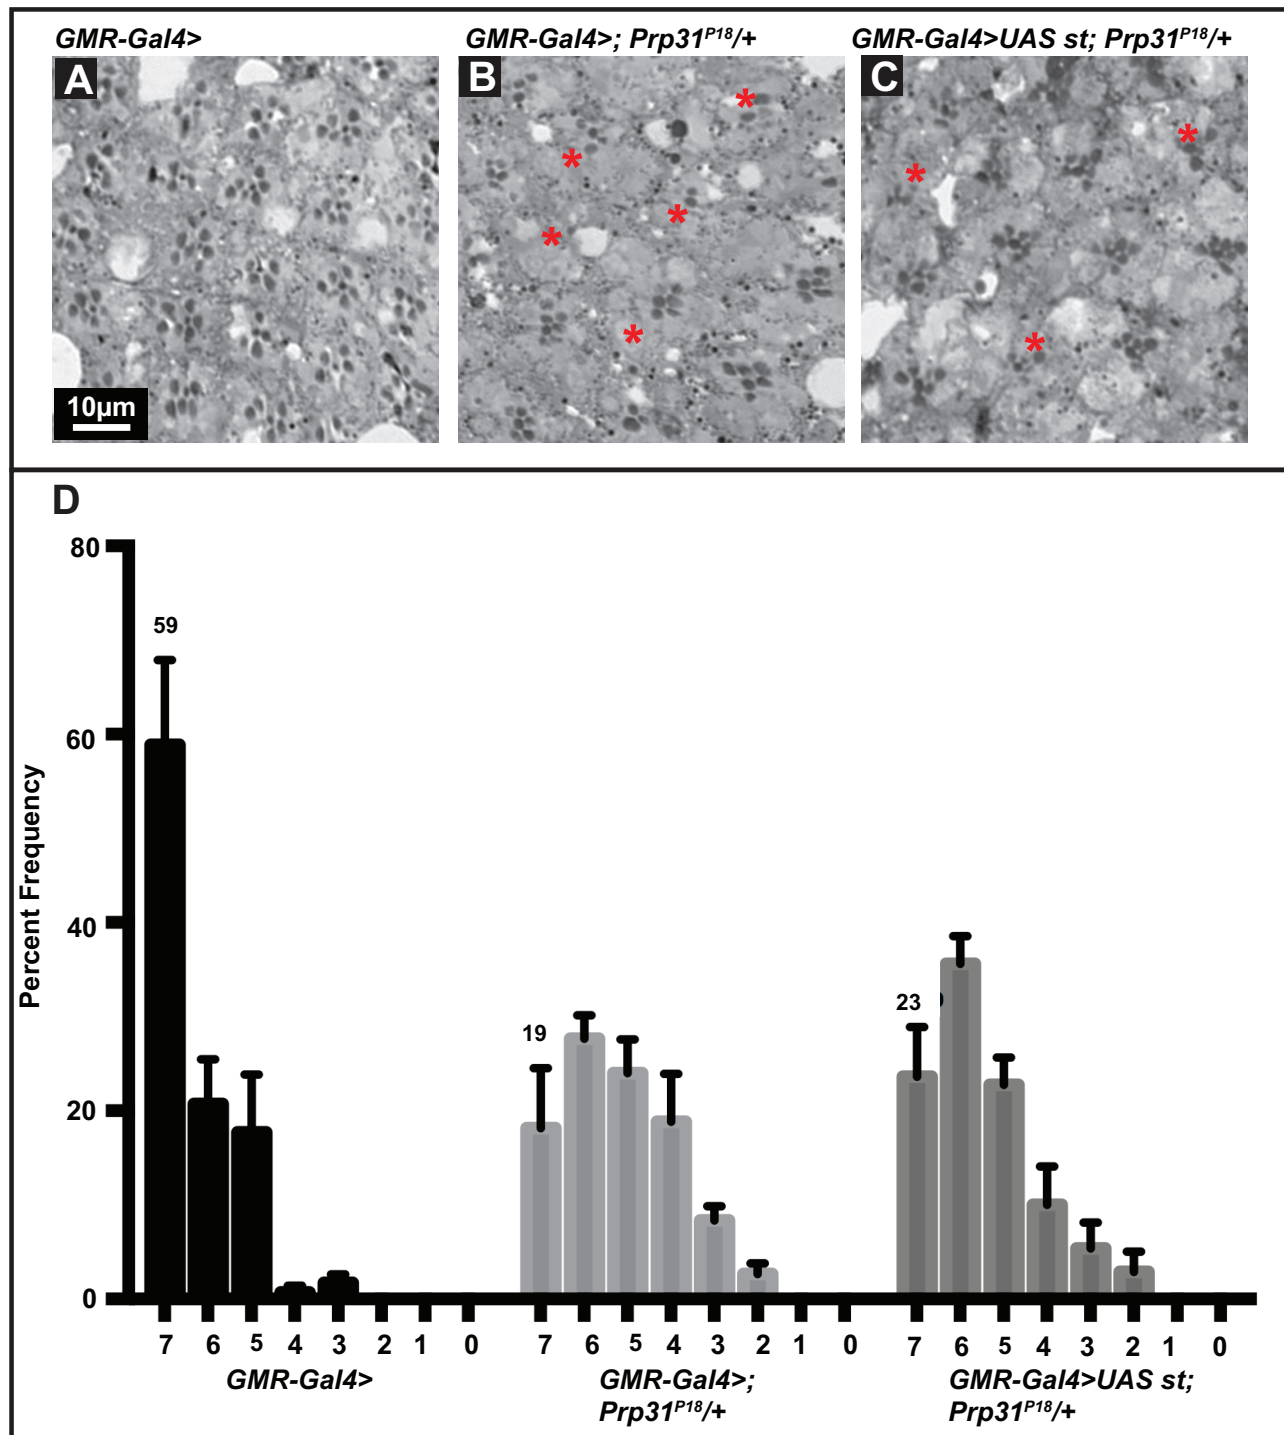 GMR-Gal4> GMR-Gal4>; Prp31ᴾ¹⁸/+ GMR-Gal4>UAS st; Prp31ᴾ¹⁸/+
A B C
* * * * * * * *
10µm
D
Percent Frequency
80
60
40
20
0
59
19
23
7 6 5 4 3 2 1 0 7 6 5 4 3 2 1 0 7 6 5 4 3 2 1 0
GMR-Gal4> GMR-Gal4>; GMR-Gal4>UAS st;
Prp31ᴾ¹⁸/+ Prp31ᴾ¹⁸/+